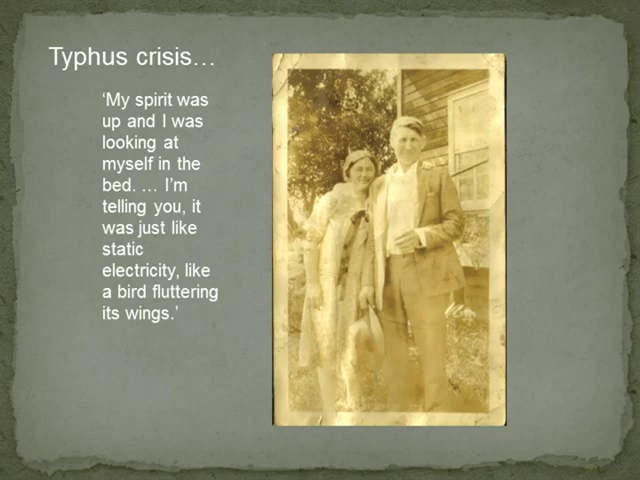 Typhus crisis…
‘My spirit was
up and I was
looking at
myself in the
bed. … I’m
telling you, it
was just like
static
electricity, like
a bird fluttering
its wings.’